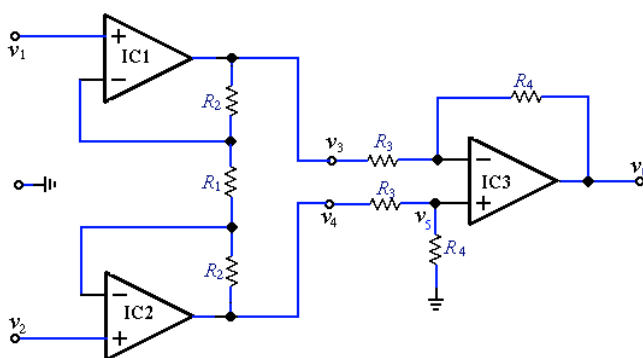 v1
+
IC1
−
R2
R4
v3
R3
R1
−
IC3
R3
+
v4
v5
R4
R2
−
IC2
v2
+